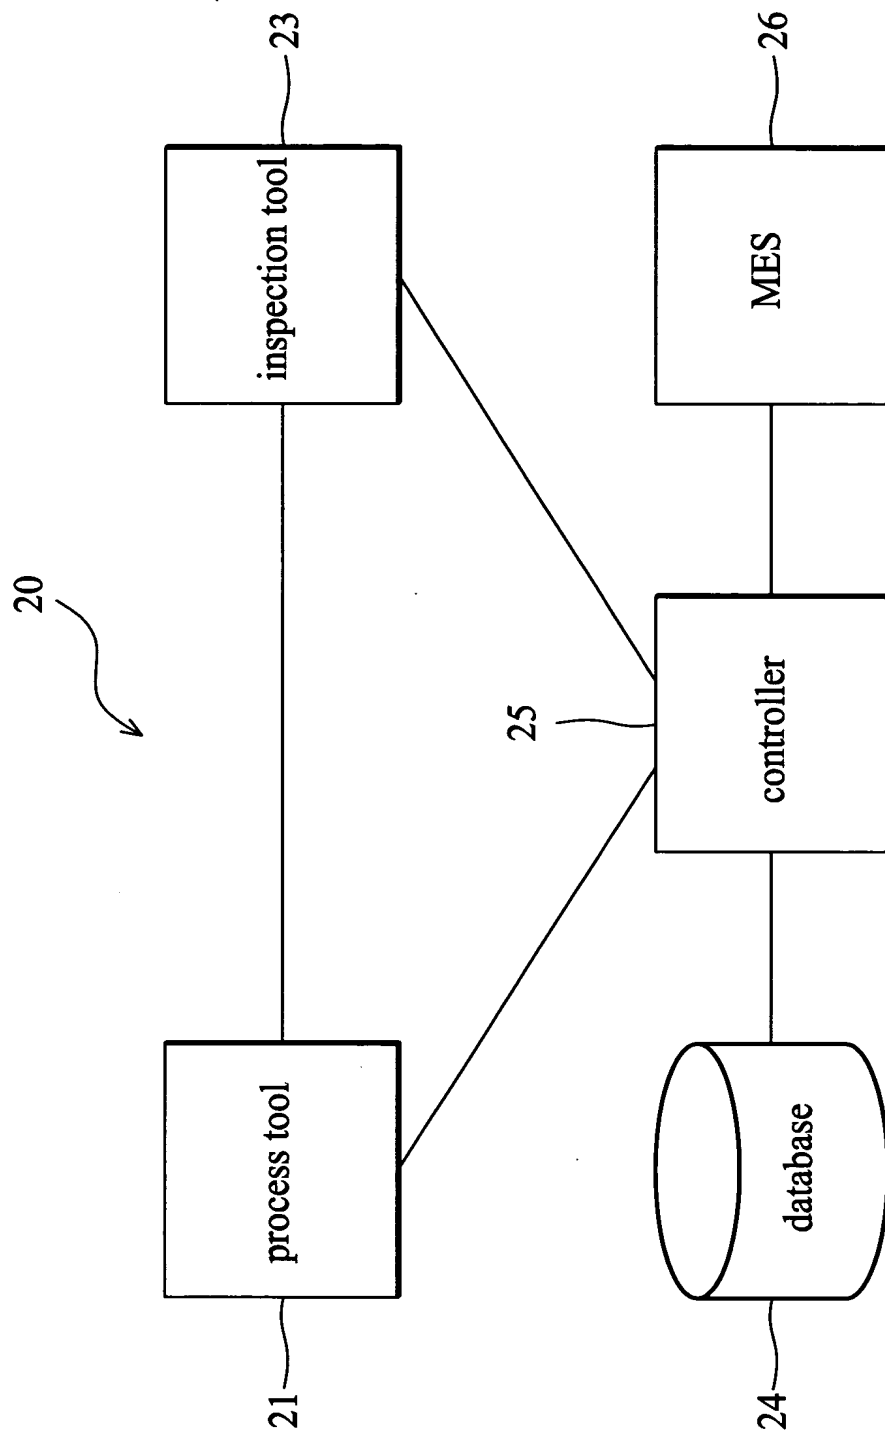 20
process tool
inspection tool
21
23
25
database
controller
MES
24
26